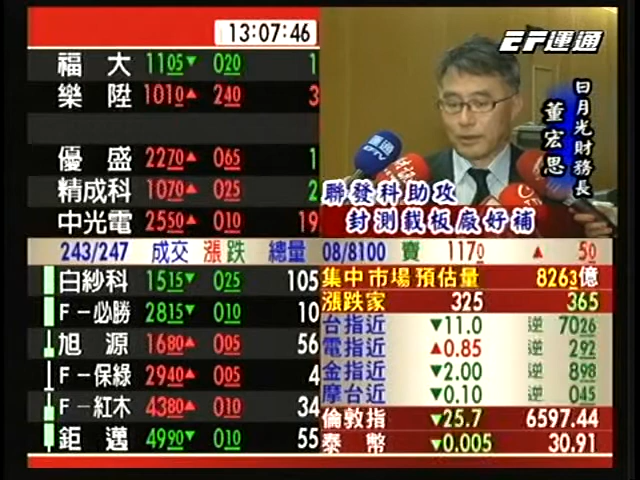 13:07:46
EF運通
福大 1105▼ 020 1
樂陞 1010▲ 240 3
優盛 2270▲ 065 1
精成科 1070▲ 025 2
中光電 2550▲ 010 19
日月光財務長
董宏思
運通
聯發科助攻
封測載板廠好補
243/247 成交 漲跌 總量
白紗科 1515▼ 025 105
F-必勝 2815▼ 010 10
旭源 1680▲ 005 56
F-保綠 2940▲ 005 4
F-紅木 4380▲ 010 34
鉅邁 4990▼ 010 55
08/8100 賣 1170 ▲ 50
集中市場預估量 8263億
漲跌家 325 365
台指近 ▼11.0 逆 7026
電指近 ▲0.85 逆 292
金指近 ▼2.00 逆 898
摩台近 ▼0.10 逆 045
倫敦指 ▼25.7 6597.44
泰幣 ▼0.005 30.91